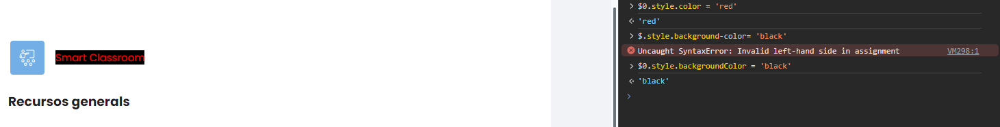 Smart Classroom
Recursos generals
> $0.style.color = 'red'
<· 'red'
> $.style.background-color= 'black'
Uncaught SyntaxError: Invalid left-hand side in assignment VM298:1
> $0.style.backgroundColor = 'black'
<· 'black'
>